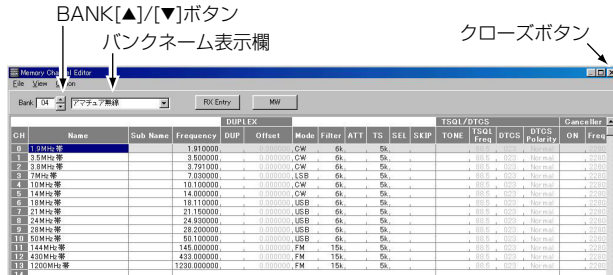 BANK[▲]/[▼]ボタン
バンクネーム表示欄
クローズボタン
Memory Channel Editor
File View Option
Bank 04 アマチュア無線 RX Entry MW
DUPLEX TSQL/DTCS Canceller
CH Name Sub Name Frequency DUP Offset Mode Filter ATT TS SEL SKIP TONE TSQL Freq DTCS DTCS Polarity ON Freq
0 1.9MHz帯 1.910000 0.000000 CW 6k 5k 88.5 023 Normal 2280
1 3.5MHz帯 3.500000 0.000000 CW 6k 5k 88.5 023 Normal 2280
2 3.8MHz帯 3.791000 0.000000 CW 6k 5k 88.5 023 Normal 2280
3 7MHz帯 7.030000 0.000000 LSB 6k 5k 88.5 023 Normal 2280
4 10MHz帯 10.100000 0.000000 CW 6k 5k 88.5 023 Normal 2280
5 14MHz帯 14.000000 0.000000 CW 6k 5k 88.5 023 Normal 2280
6 18MHz帯 18.110000 0.000000 USB 6k 5k 88.5 023 Normal 2280
7 21MHz帯 21.150000 0.000000 USB 6k 5k 88.5 023 Normal 2280
8 24MHz帯 24.930000 0.000000 USB 6k 5k 88.5 023 Normal 2280
9 28MHz帯 28.200000 0.000000 USB 6k 5k 88.5 023 Normal 2280
10 50MHz帯 50.100000 0.000000 USB 6k 5k 88.5 023 Normal 2280
11 144MHz帯 145.000000 0.000000 FM 15k 5k 88.5 023 Normal 2280
12 430MHz帯 433.000000 0.000000 FM 15k 5k 88.5 023 Normal 2280
13 1200MHz帯 1230.000000 0.000000 FM 15k 5k 88.5 023 Normal 2280